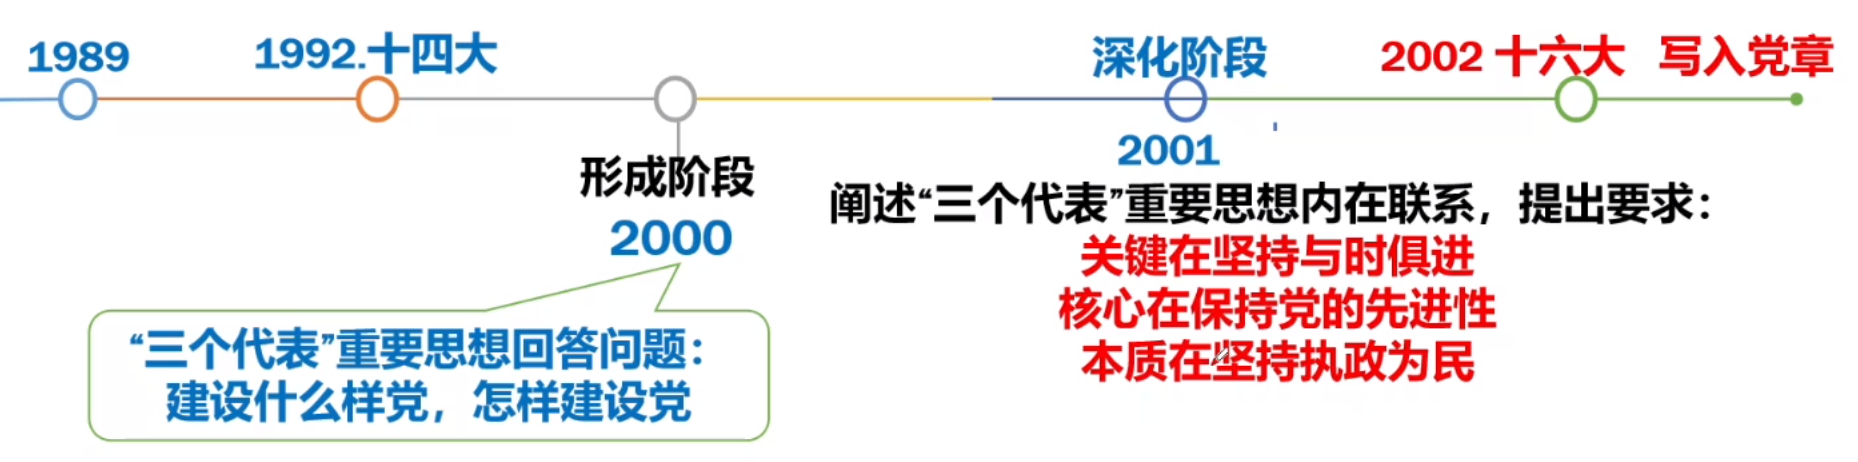 1989
1992.十四大
深化阶段
2002 十六大 写入党章
2001
形成阶段
2000
阐述“三个代表”重要思想内在联系，提出要求：
关键在坚持与时俱进
核心在保持党的先进性
本质在坚持执政为民
“三个代表”重要思想回答问题：
建设什么样党，怎样建设党